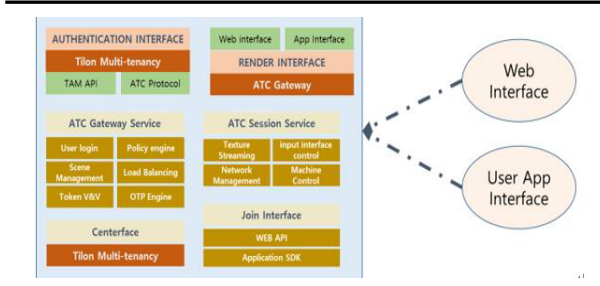 AUTHENTICATION INTERFACE
Tilon Multi-tenancy
TAM API
ATC Protocol
Web interface
App Interface
RENDER INTERFACE
ATC Gateway
ATC Gateway Service
User login
Policy engine
Scene
Management
Load Balancing
Token V&V
OTP Engine
ATC Session Service
Texture
Streaming
input interface
control
Network
Management
Machine
Control
Centerface
Tilon Multi-tenancy
Join Interface
WEB API
Application SDK
Web
Interface
User App
Interface